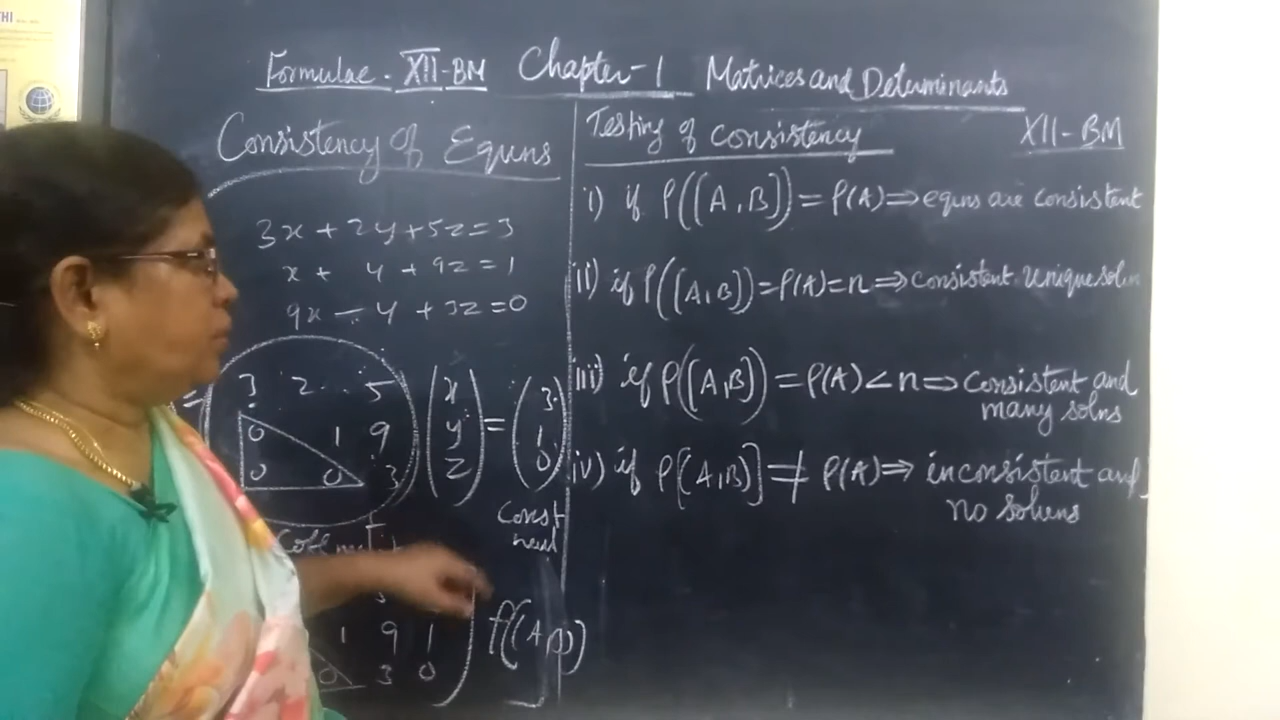 THI
Formulae - XII-BM Chapter-1 Matrices and Determinants
Consistency of Equns
3x + 2y + 5z = 3
x + y + 9z = 1
9x - y + 3z = 0
= 3 2 5 (x y z) = (3 1 0)
0 1 9
0 0 3
Const
1 9 1
0 3 0
ρ([A,B])
Testing of consistency XII-BM
i) if ρ([A,B]) = ρ(A) ⇒ equns are consistent
ii) if ρ([A,B]) = ρ(A) = n ⇒ consistent unique soln
iii) if ρ([A,B]) = ρ(A) < n ⇒ Consistent and
many solns
iv) if ρ[(A,B)] ≠ ρ(A) ⇒ inconsistent and
no solens